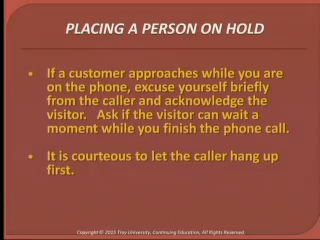 PLACING A PERSON ON HOLD
• If a customer approaches while you are
on the phone, excuse yourself briefly
from the caller and acknowledge the
visitor. Ask if the visitor can wait a
moment while you finish the phone call.
• It is courteous to let the caller hang up
first.
Copyright © 2015 Troy University, Continuing Education, All Rights Reserved.